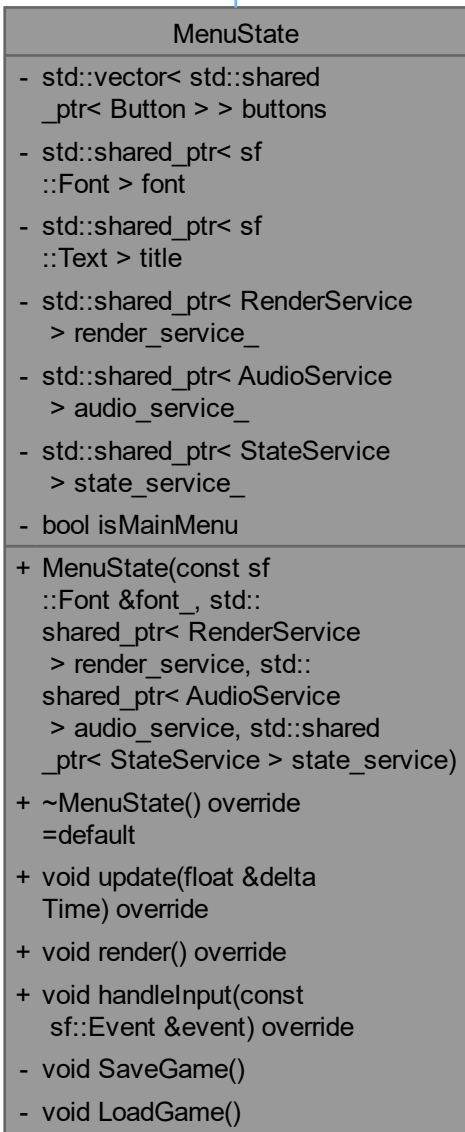 MenuState
- std::vector< std::shared
_ptr< Button > > buttons
- std::shared_ptr< sf
::Font > font
- std::shared_ptr< sf
::Text > title
- std::shared_ptr< RenderService
> render_service_
- std::shared_ptr< AudioService
> audio_service_
- std::shared_ptr< StateService
> state_service_
- bool isMainMenu
+ MenuState(const sf
::Font &font_, std::
shared_ptr< RenderService
> render_service, std::
shared_ptr< AudioService
> audio_service, std::shared
_ptr< StateService > state_service)
+ ~MenuState() override
=default
+ void update(float &delta
Time) override
+ void render() override
+ void handleInput(const
sf::Event &event) override
- void SaveGame()
- void LoadGame()